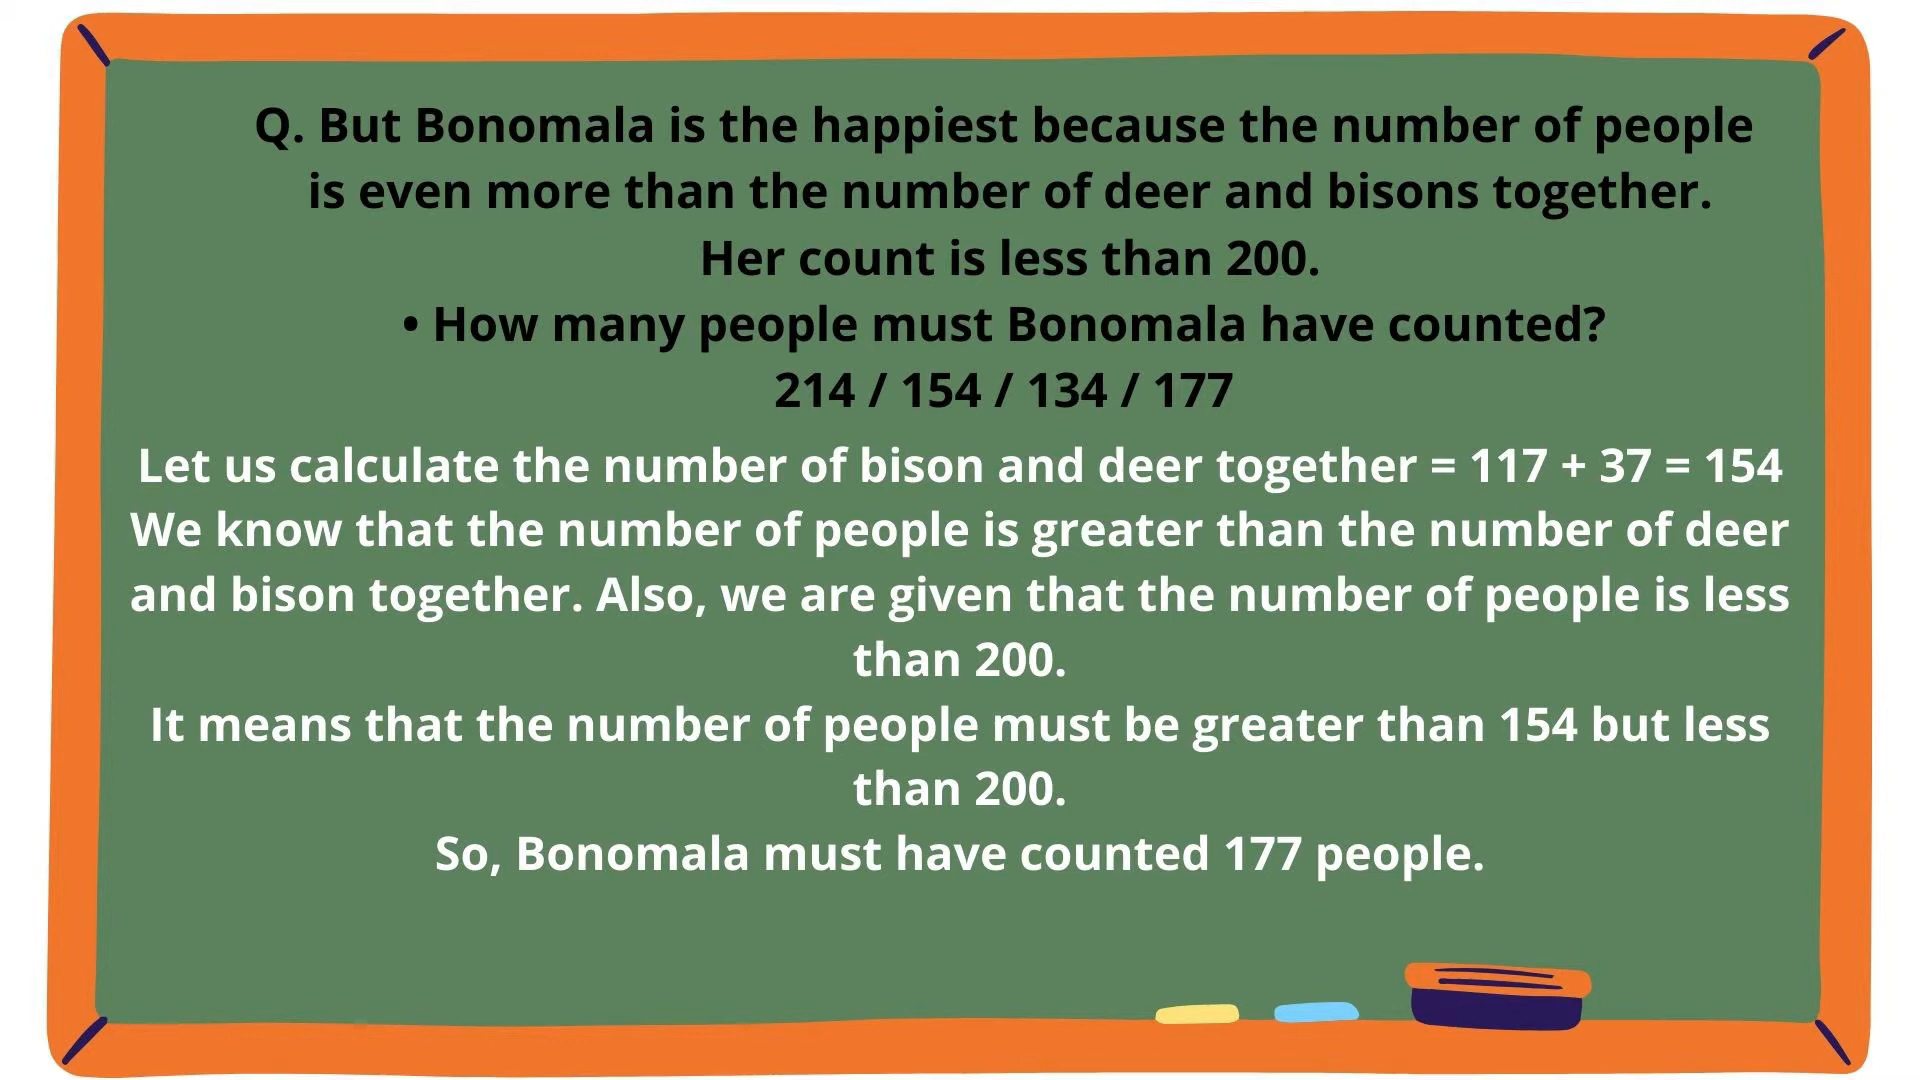 Q. But Bonomala is the happiest because the number of people
is even more than the number of deer and bisons together.
Her count is less than 200.
• How many people must Bonomala have counted?
214 / 154 / 134 / 177
Let us calculate the number of bison and deer together = 117 + 37 = 154
We know that the number of people is greater than the number of deer
and bison together. Also, we are given that the number of people is less
than 200.
It means that the number of people must be greater than 154 but less
than 200.
So, Bonomala must have counted 177 people.